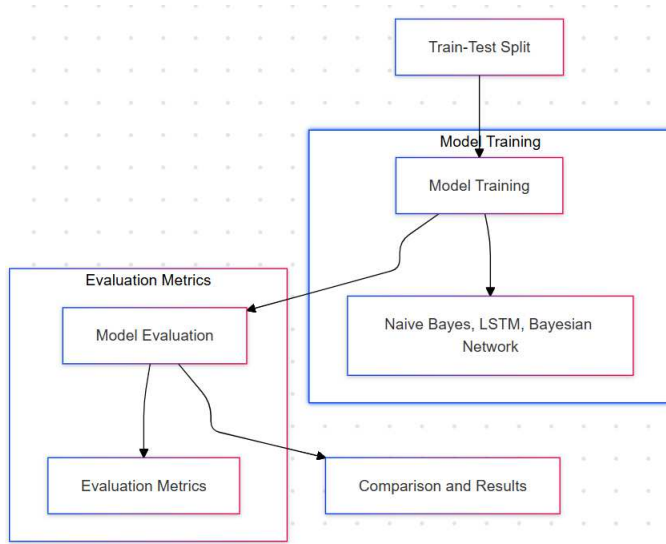 Train-Test Split
Model Training
Model Training
Naive Bayes, LSTM, Bayesian
Network
Evaluation Metrics
Model Evaluation
Evaluation Metrics
Comparison and Results